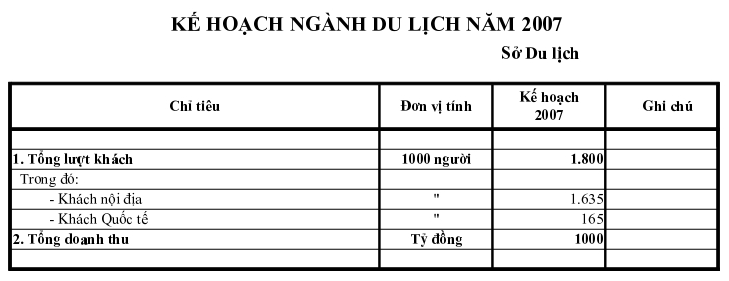 KẾ HOẠCH NGÀNH DU LỊCH NĂM 2007
Sở Du lịch
Chỉ tiêu Đơn vị tính Kế hoạch 2007 Ghi chú
1. Tổng lượt khách 1000 người 1.800
Trong đó:
- Khách nội địa " 1.635
- Khách Quốc tế " 165
2. Tổng doanh thu Tỷ đồng 1000